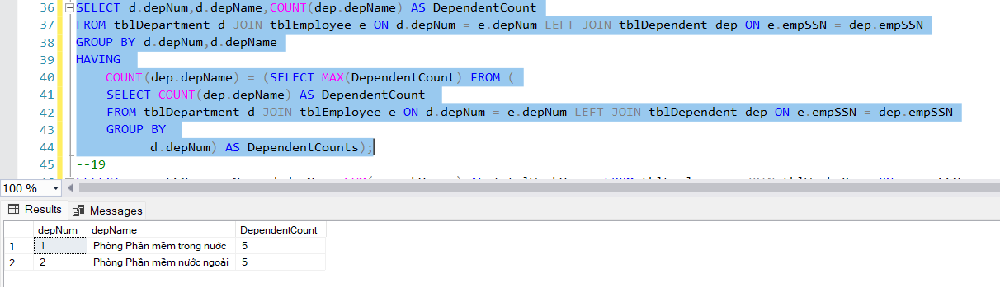 36 SELECT d.depNum,d.depName,COUNT(dep.depName) AS DependentCount
37 FROM tblDepartment d JOIN tblEmployee e ON d.depNum = e.depNum LEFT JOIN tblDependent dep ON e.empSSN = dep.empSSN
38 GROUP BY d.depNum,d.depName
39 HAVING
40 COUNT(dep.depName) = (SELECT MAX(DependentCount) FROM (
41 SELECT COUNT(dep.depName) AS DependentCount
42 FROM tblDepartment d JOIN tblEmployee e ON d.depNum = e.depNum LEFT JOIN tblDependent dep ON e.empSSN = dep.empSSN
43 GROUP BY
44 d.depNum) AS DependentCounts);
45 --19
100 %
Results Messages
depNum depName DependentCount
1 1 Phòng Phần mềm trong nước 5
2 2 Phòng Phần mềm nước ngoài 5